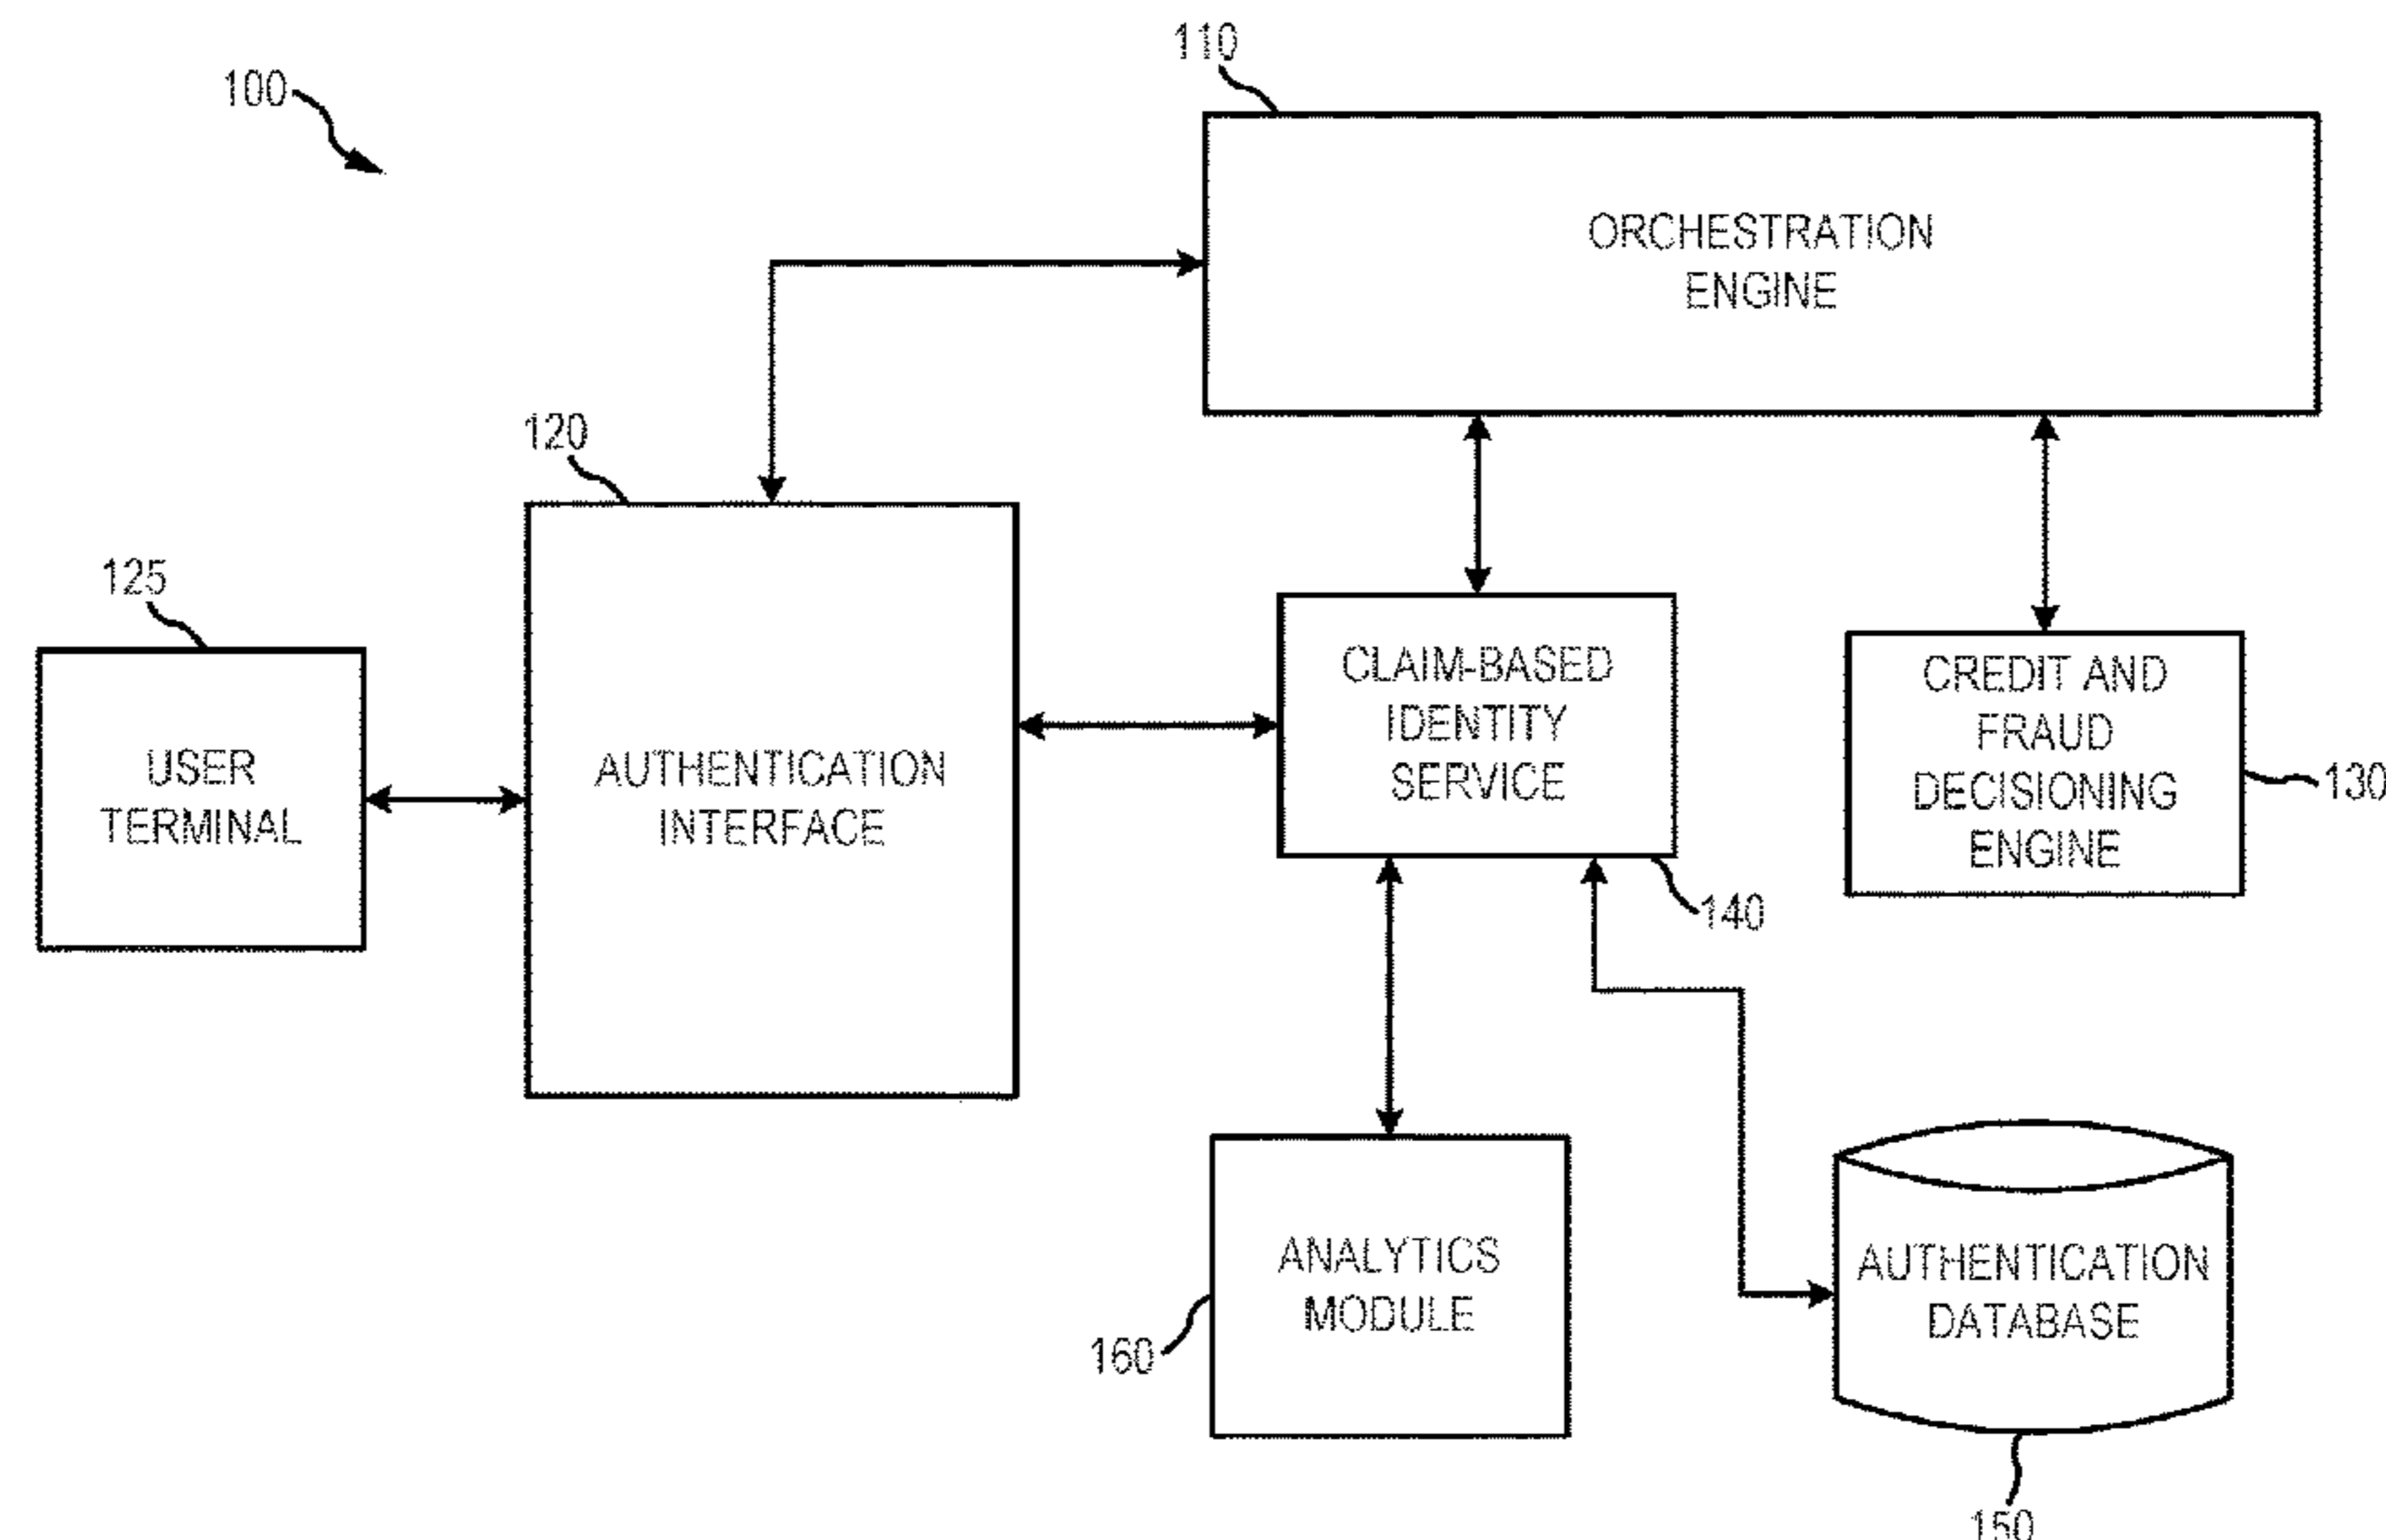 100
110
ORCHESTRATION
ENGINE
120
125
USER
TERMINAL
AUTHENTICATION
INTERFACE
CLAIM-BASED
IDENTITY
SERVICE
140
CREDIT AND
FRAUD
DECISIONING
ENGINE
130
ANALYTICS
MODULE
160
AUTHENTICATION
DATABASE
150